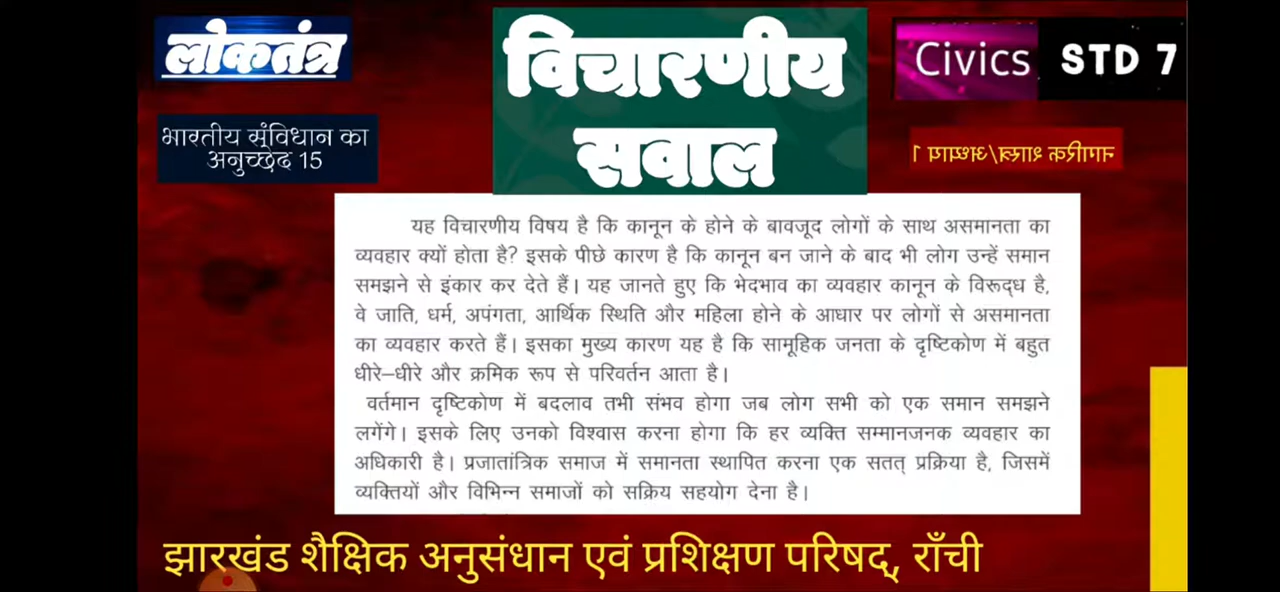 लोकतंत्र
विचारणीय
सवाल
Civics STD 7
भारतीय संविधान का
अनुच्छेद 15
नागरिक शास्त्र/अध्याय 1
यह विचारणीय विषय है कि कानून के होने के बावजूद लोगों के साथ असमानता का
व्यवहार क्यों होता है? इसके पीछे कारण है कि कानून बन जाने के बाद भी लोग उन्हें समान
समझने से इंकार कर देते हैं। यह जानते हुए कि भेदभाव का व्यवहार कानून के विरूद्ध है,
वे जाति, धर्म, अपंगता, आर्थिक स्थिति और महिला होने के आधार पर लोगों से असमानता
का व्यवहार करते हैं। इसका मुख्य कारण यह है कि सामूहिक जनता के दृष्टिकोण में बहुत
धीरे–धीरे और क्रमिक रूप से परिवर्तन आता है।
वर्तमान दृष्टिकोण में बदलाव तभी संभव होगा जब लोग सभी को एक समान समझने
लगेंगे। इसके लिए उनको विश्वास करना होगा कि हर व्यक्ति सम्मानजनक व्यवहार का
अधिकारी है। प्रजातांत्रिक समाज में समानता स्थापित करना एक सतत् प्रक्रिया है, जिसमें
व्यक्तियों और विभिन्न समाजों को सक्रिय सहयोग देना है।
झारखंड शैक्षिक अनुसंधान एवं प्रशिक्षण परिषद्, राँची